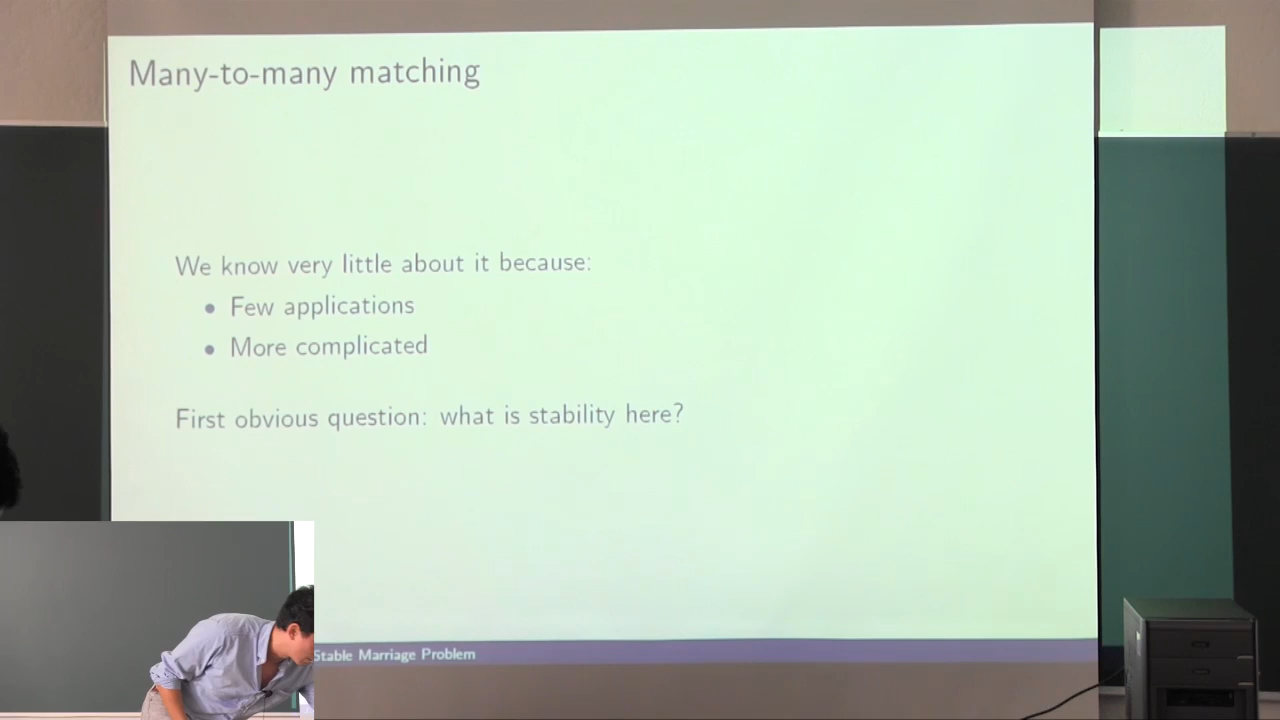 Many-to-many matching
We know very little about it because:
• Few applications
• More complicated
First obvious question: what is stability here?
Stable Marriage Problem